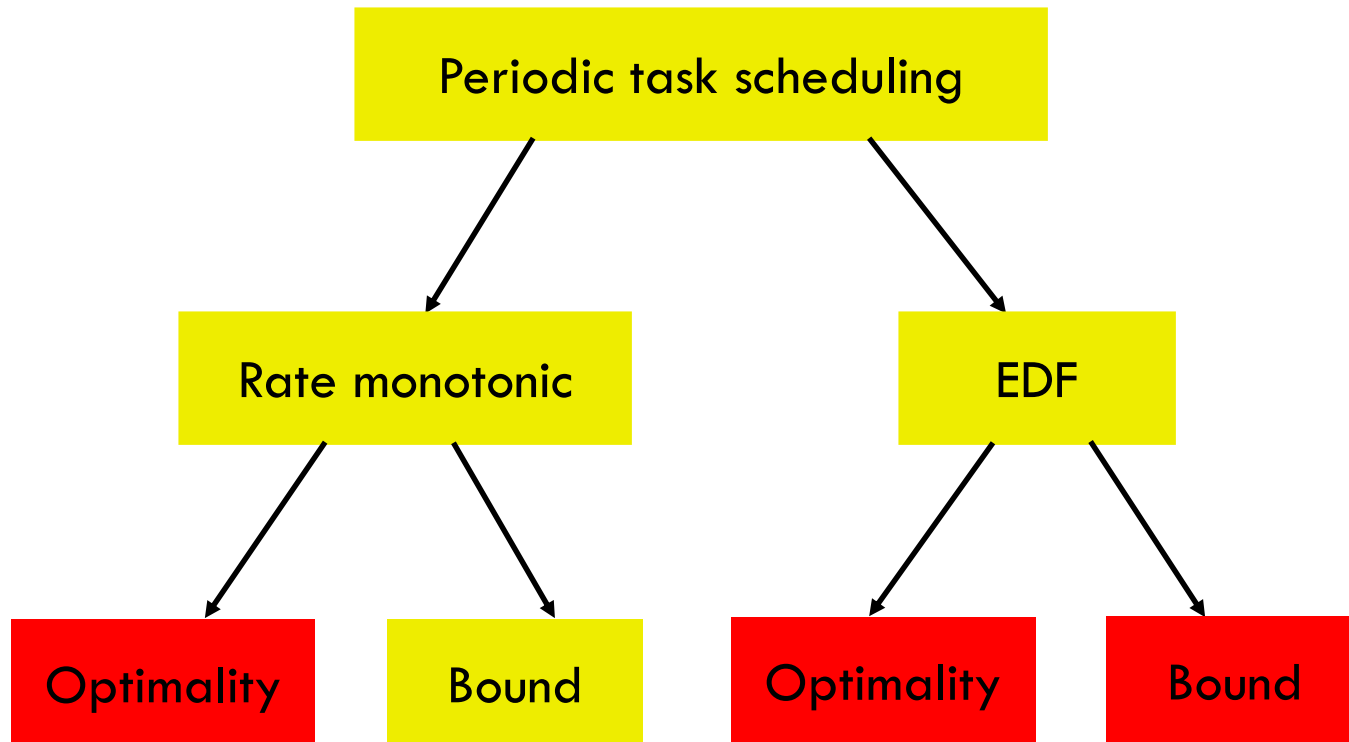 Periodic task scheduling
Rate monotonic
EDF
Optimality
Bound
Optimality
Bound